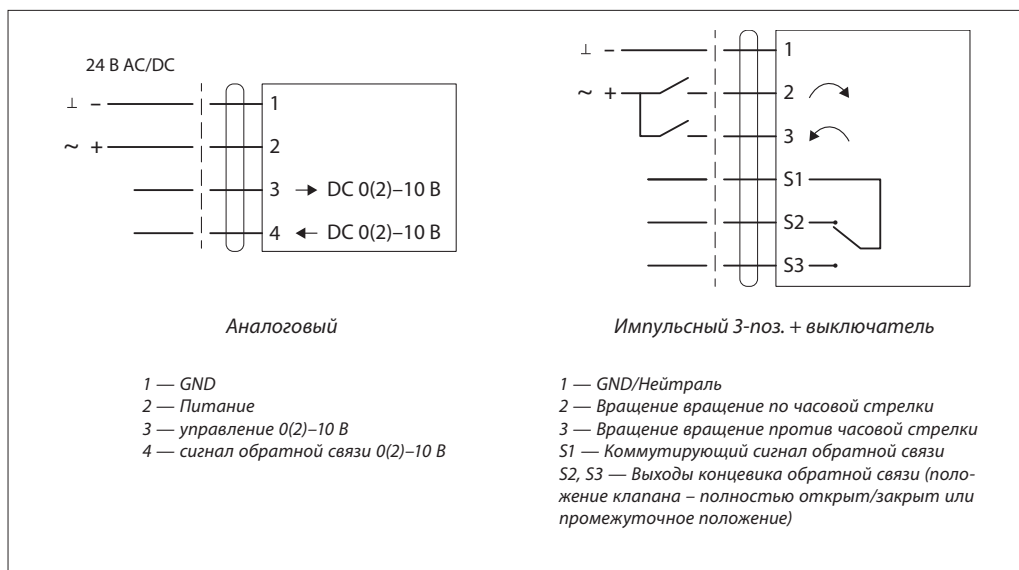 24 В AC/DC
⊥ –
~ +
1
2
3 → DC 0(2)–10 В
4 ← DC 0(2)–10 В
Аналоговый
1 — GND
2 — Питание
3 — управление 0(2)–10 В
4 — сигнал обратной связи 0(2)–10 В
⊥ –
~ +
1
2
3
S1
S2
S3
Импульсный 3-поз. + выключатель
1 — GND/Нейтраль
2 — Вращение вращение по часовой стрелки
3 — Вращение вращение против часовой стрелки
S1 — Коммутирующий сигнал обратной связи
S2, S3 — Выходы концевика обратной связи (поло-
жение клапана – полностью открыт/закрыт или
промежуточное положение)